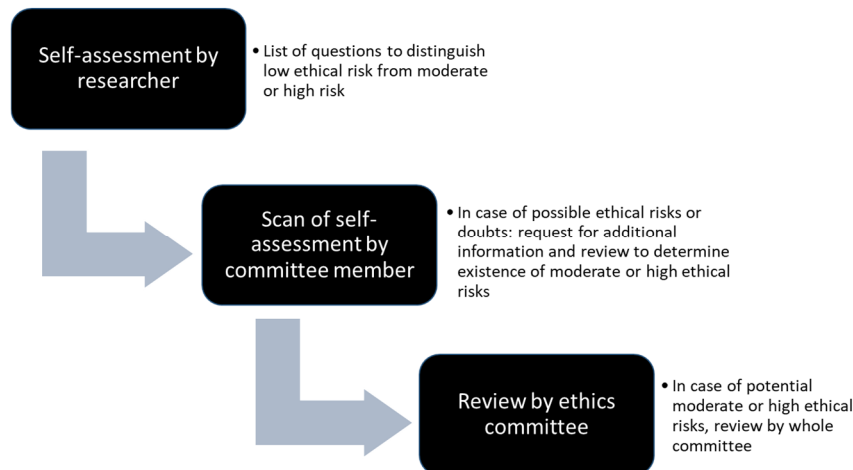 Self-assessment by
researcher
• List of questions to distinguish
low ethical risk from moderate
or high risk
Scan of self-
assessment by
committee member
• In case of possible ethical risks or
doubts: request for additional
information and review to determine
existence of moderate or high ethical
risks
Review by ethics
committee
• In case of potential
moderate or high ethical
risks, review by whole
committee